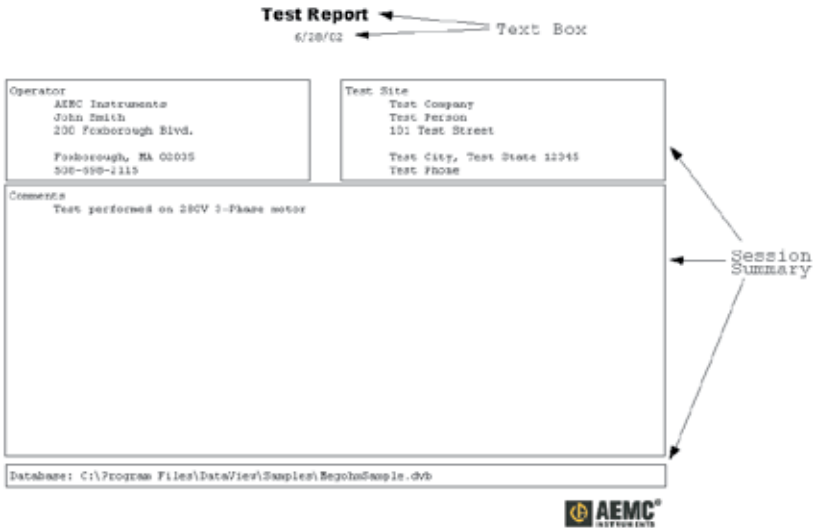 Test Report
6/28/02
Text Box
Operator
AEMC Instruments
John Smith
200 Foxborough Blvd.
Foxborough, MA 02035
508-698-2115
Test Site
Test Company
Test Person
101 Test Street
Test City, Test State 12345
Test Phone
Comments
Test performed on 280V 3-Phase motor
Session
Summary
Database: C:\Program Files\DataView\Samples\MegohmSample.dvb
AEMC®
INSTRUMENTS